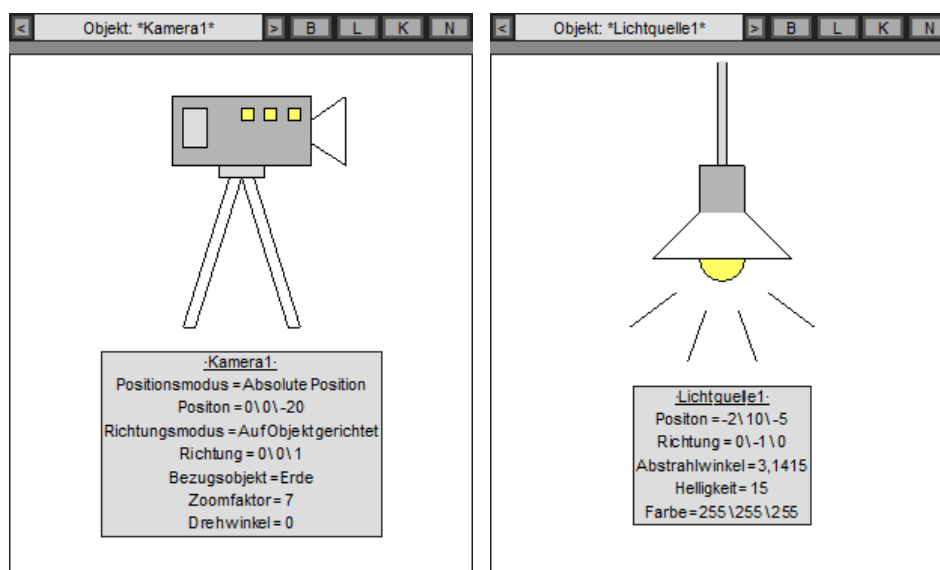 < Objekt: *Kamera1* > B L K N
·Kamera1·
Positionsmodus = Absolute Position
Positon = 0\0\-20
Richtungsmodus = Auf Objekt gerichtet
Richtung = 0\0\1
Bezugsobjekt = Erde
Zoomfaktor = 7
Drehwinkel = 0
< Objekt: *Lichtquelle1* > B L K N
·Lichtquelle1·
Positon = -2\10\-5
Richtung = 0\-1\0
Abstrahlwinkel = 3,1415
Helligkeit = 15
Farbe = 255\255\255